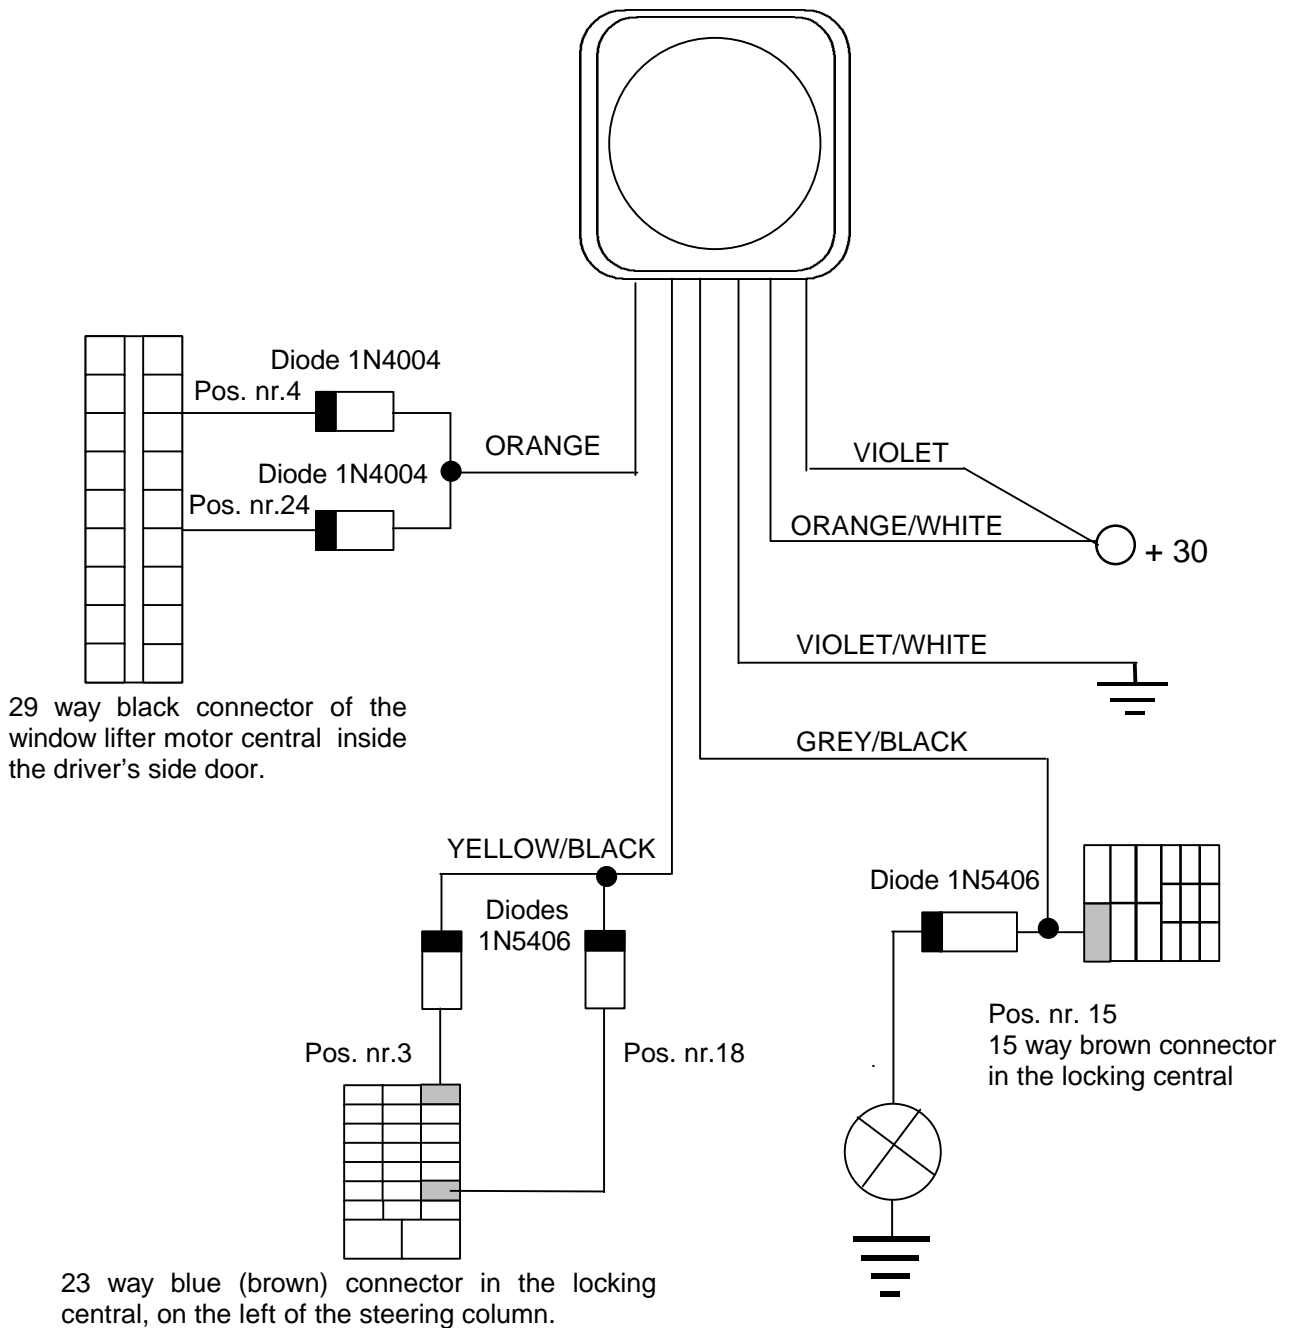 Diode 1N4004
Pos. nr.4
ORANGE
Diode 1N4004
Pos. nr.24
VIOLET
ORANGE/WHITE
+ 30
VIOLET/WHITE
29 way black connector of the
window lifter motor central inside
the driver's side door.
GREY/BLACK
YELLOW/BLACK
Diodes
1N5406
Diode 1N5406
Pos. nr.3
Pos. nr.18
Pos. nr. 15
15 way brown connector
in the locking central
23 way blue (brown) connector in the locking
central, on the left of the steering column.